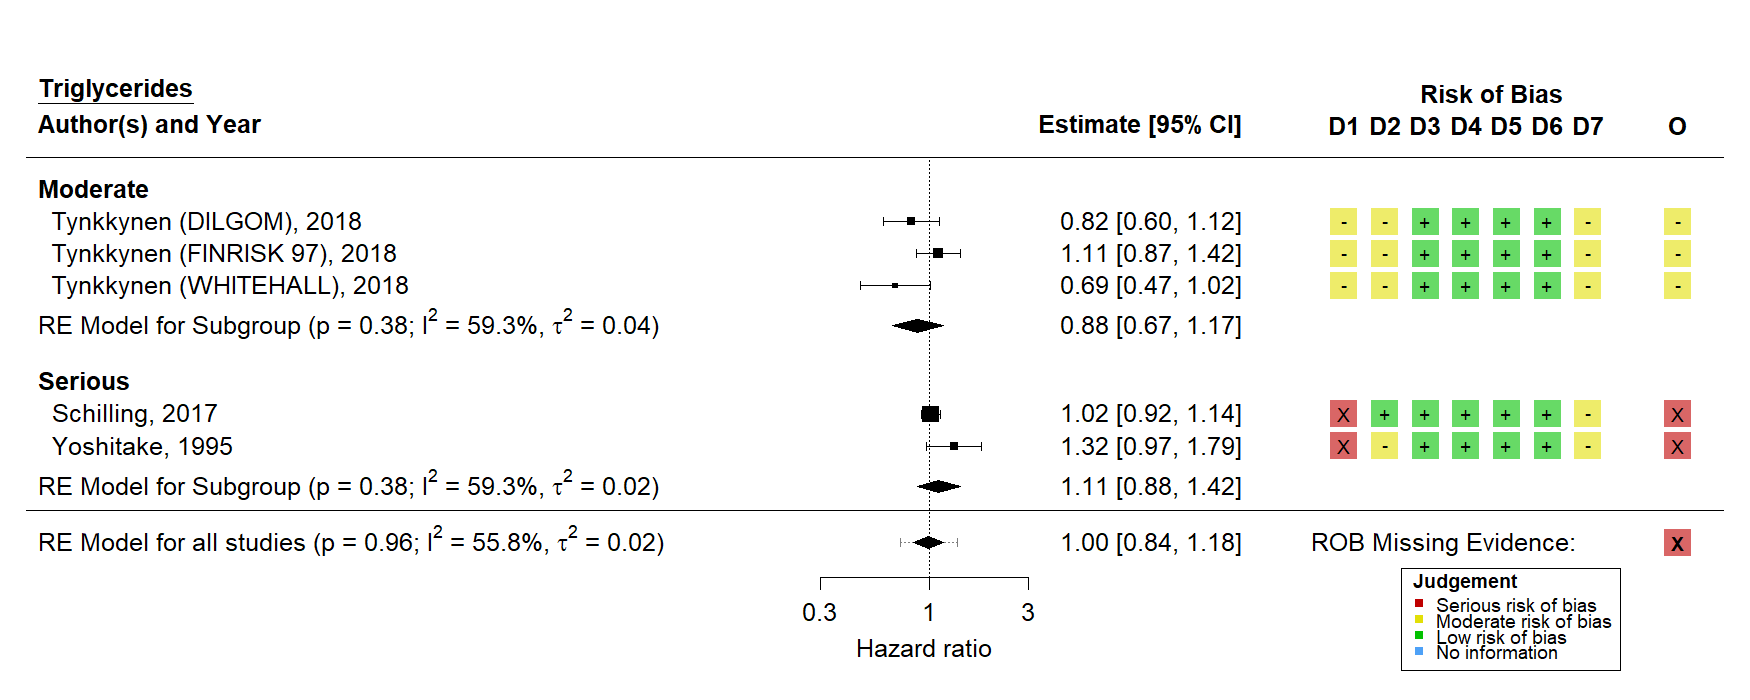 Triglycerides
Risk of Bias
Author(s) and Year Estimate [95% CI] D1 D2 D3 D4 D5 D6 D7 O
Moderate
Tynkkynen (DILGOM), 2018 0.82 [0.60, 1.12] - - + + + + - -
Tynkkynen (FINRISK 97), 2018 1.11 [0.87, 1.42] - - + + + + - -
Tynkkynen (WHITEHALL), 2018 0.69 [0.47, 1.02] - - + + + + - -
RE Model for Subgroup (p = 0.38; I² = 59.3%, τ² = 0.04) 0.88 [0.67, 1.17]
Serious
Schilling, 2017 1.02 [0.92, 1.14] X + + + + + - X
Yoshitake, 1995 1.32 [0.97, 1.79] X - + + + + - X
RE Model for Subgroup (p = 0.38; I² = 59.3%, τ² = 0.02) 1.11 [0.88, 1.42]
RE Model for all studies (p = 0.96; I² = 55.8%, τ² = 0.02) 1.00 [0.84, 1.18] ROB Missing Evidence: X
0.3 1 3
Hazard ratio
Judgement
Serious risk of bias
Moderate risk of bias
Low risk of bias
No information